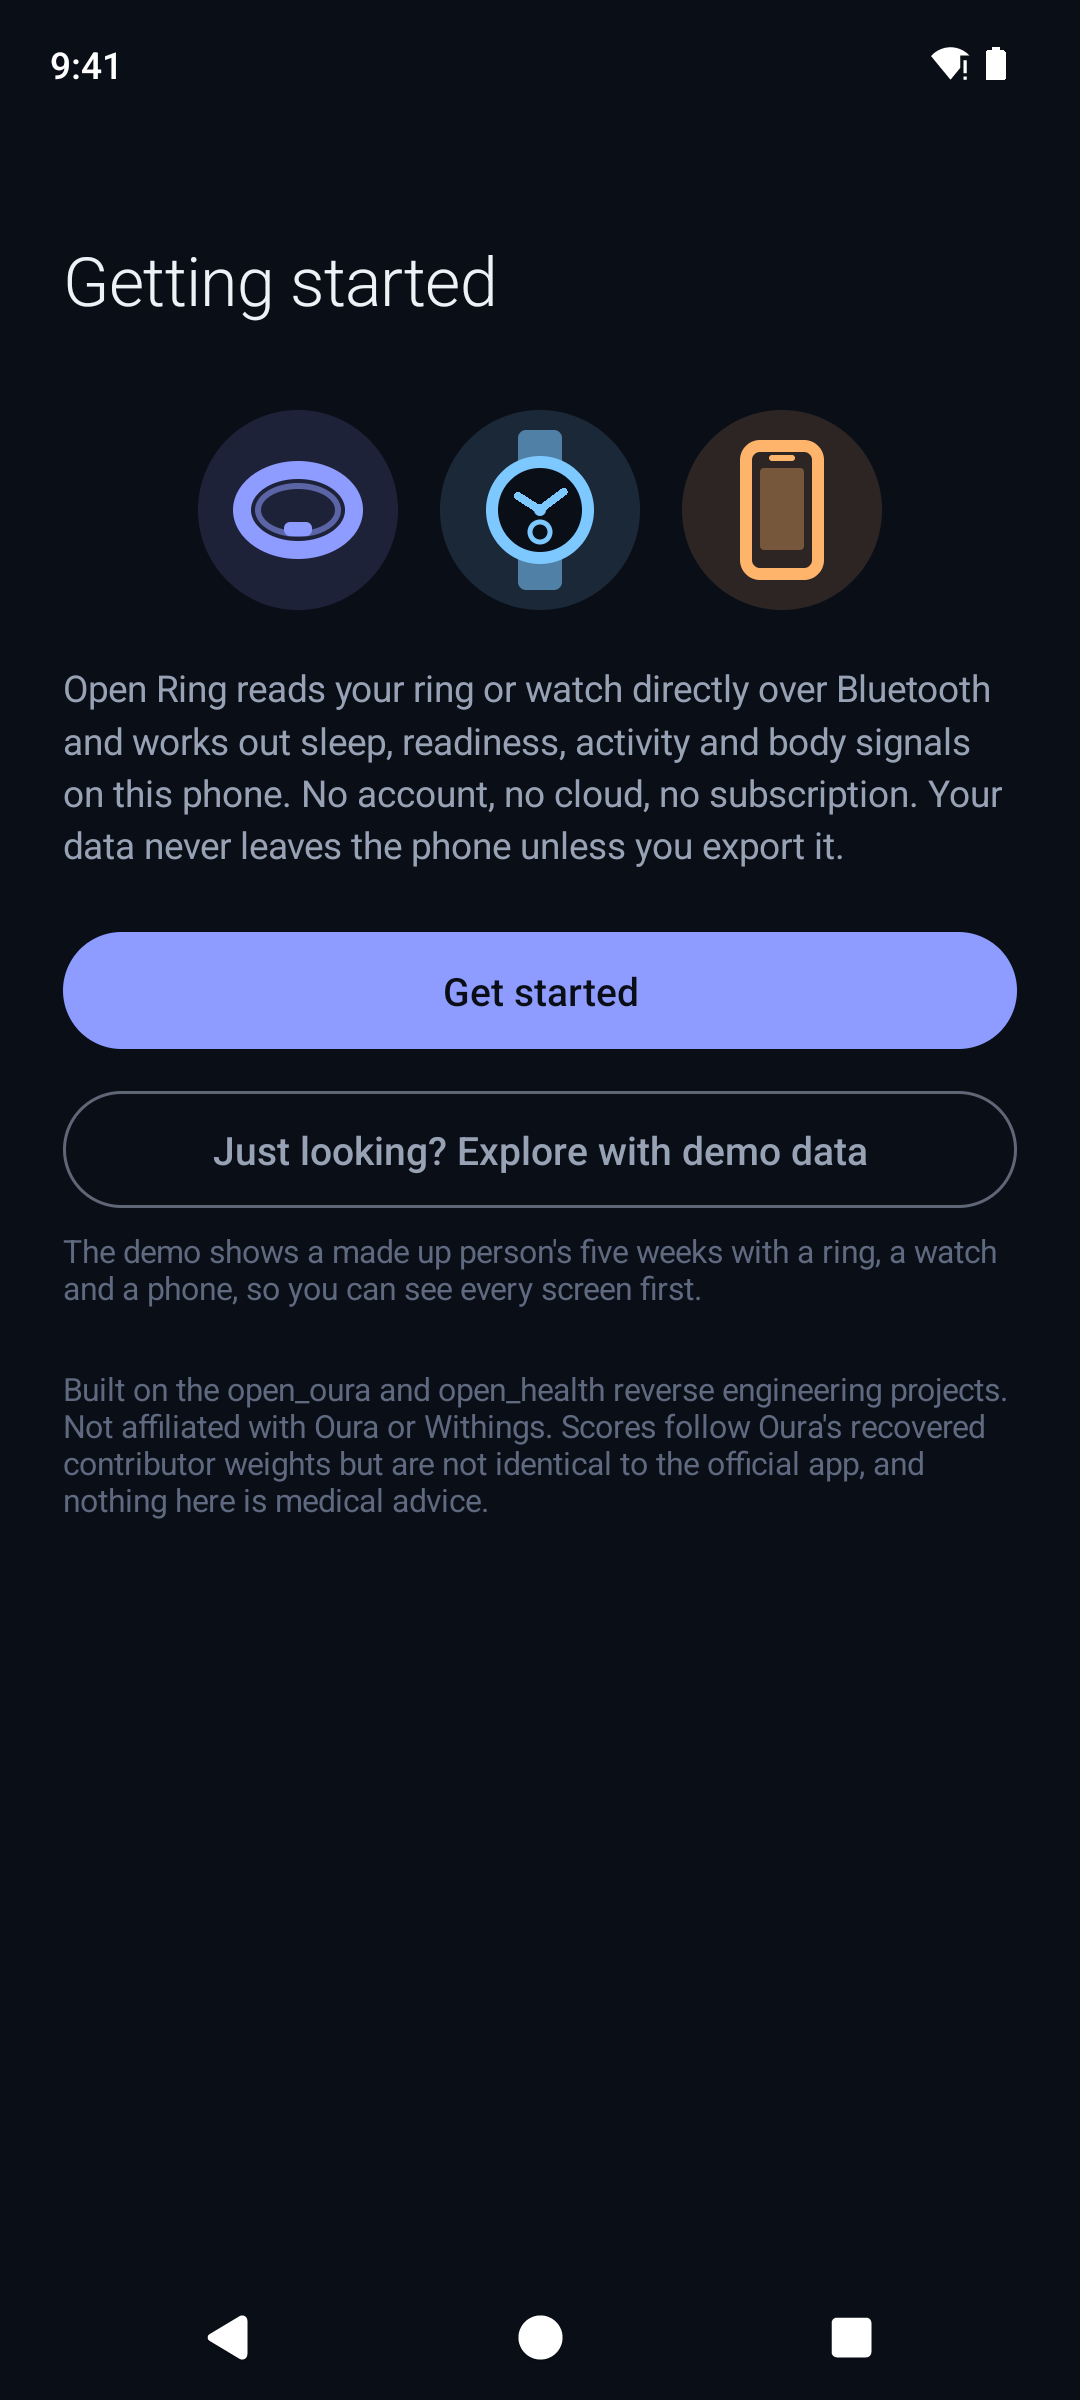 9:41
Getting started
Open Ring reads your ring or watch directly over Bluetooth
and works out sleep, readiness, activity and body signals
on this phone. No account, no cloud, no subscription. Your
data never leaves the phone unless you export it.
Get started
Just looking? Explore with demo data
The demo shows a made up person's five weeks with a ring, a watch
and a phone, so you can see every screen first.
Built on the open_oura and open_health reverse engineering projects.
Not affiliated with Oura or Withings. Scores follow Oura's recovered
contributor weights but are not identical to the official app, and
nothing here is medical advice.